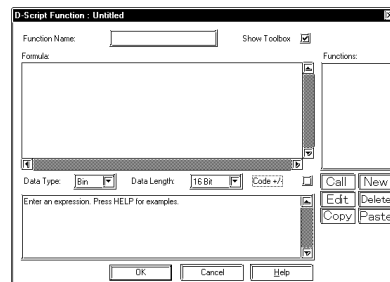 D-Script Function : Untitled
Function Name:
Show Toolbox
Formula:
Functions:
Data Type:
Bin
Data Length:
16 Bit
Code +/-
Call
New
Enter an expression. Press HELP for examples.
Edit
Delete
Copy
Paste
OK
Cancel
Help